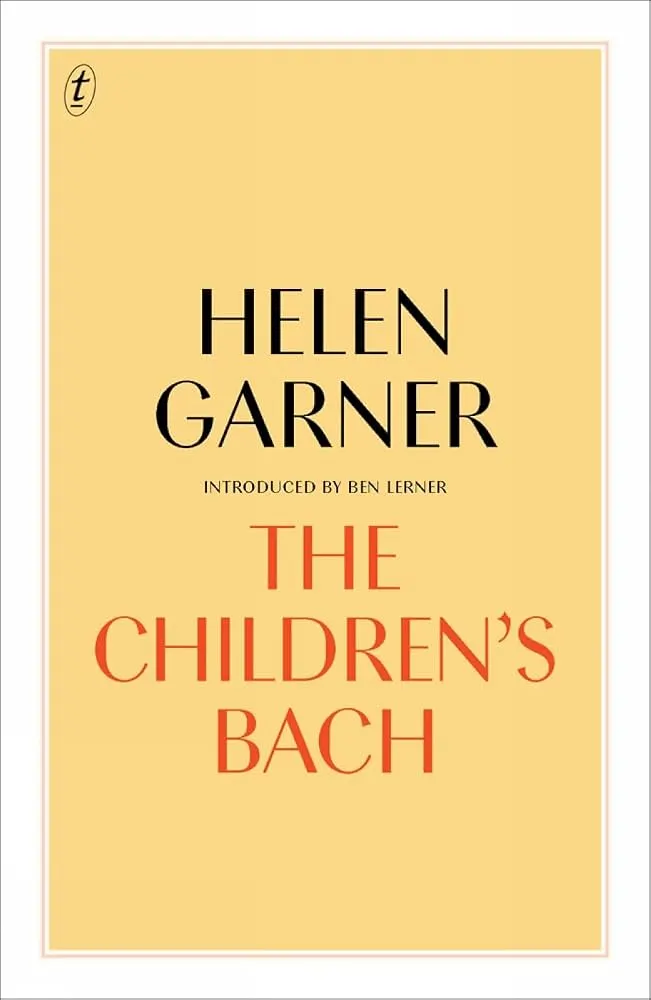 t
HELEN
GARNER
INTRODUCED BY BEN LERNER
THE
CHILDREN’S
BACH